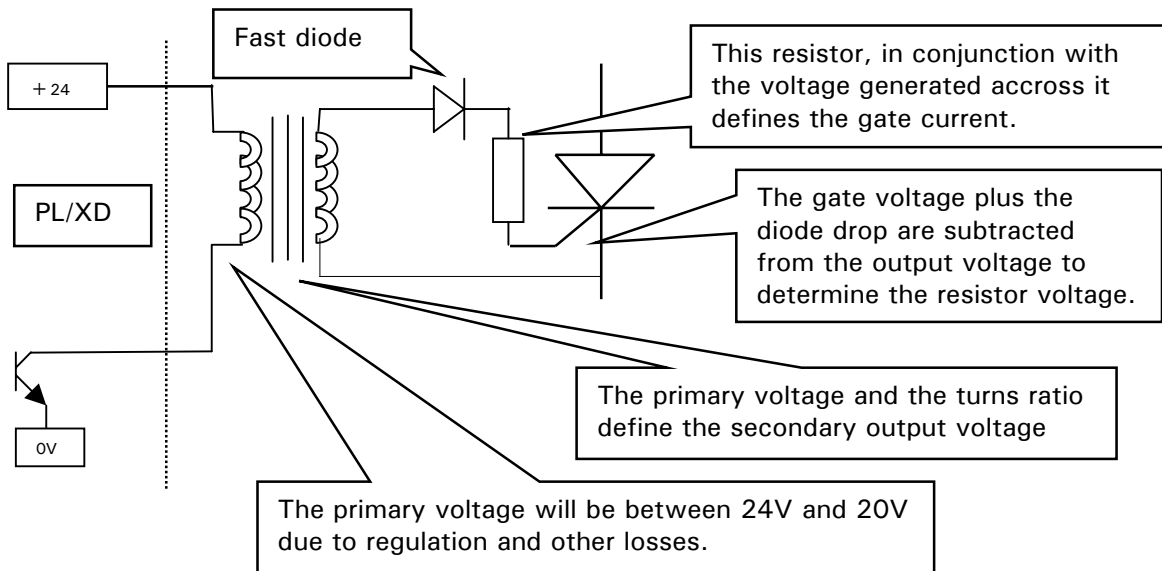 Fast diode
This resistor, in conjunction with
the voltage generated accross it
defines the gate current.
+24
PL/XD
The gate voltage plus the
diode drop are subtracted
from the output voltage to
determine the resistor voltage.
The primary voltage and the turns ratio
define the secondary output voltage
0V
The primary voltage will be between 24V and 20V
due to regulation and other losses.